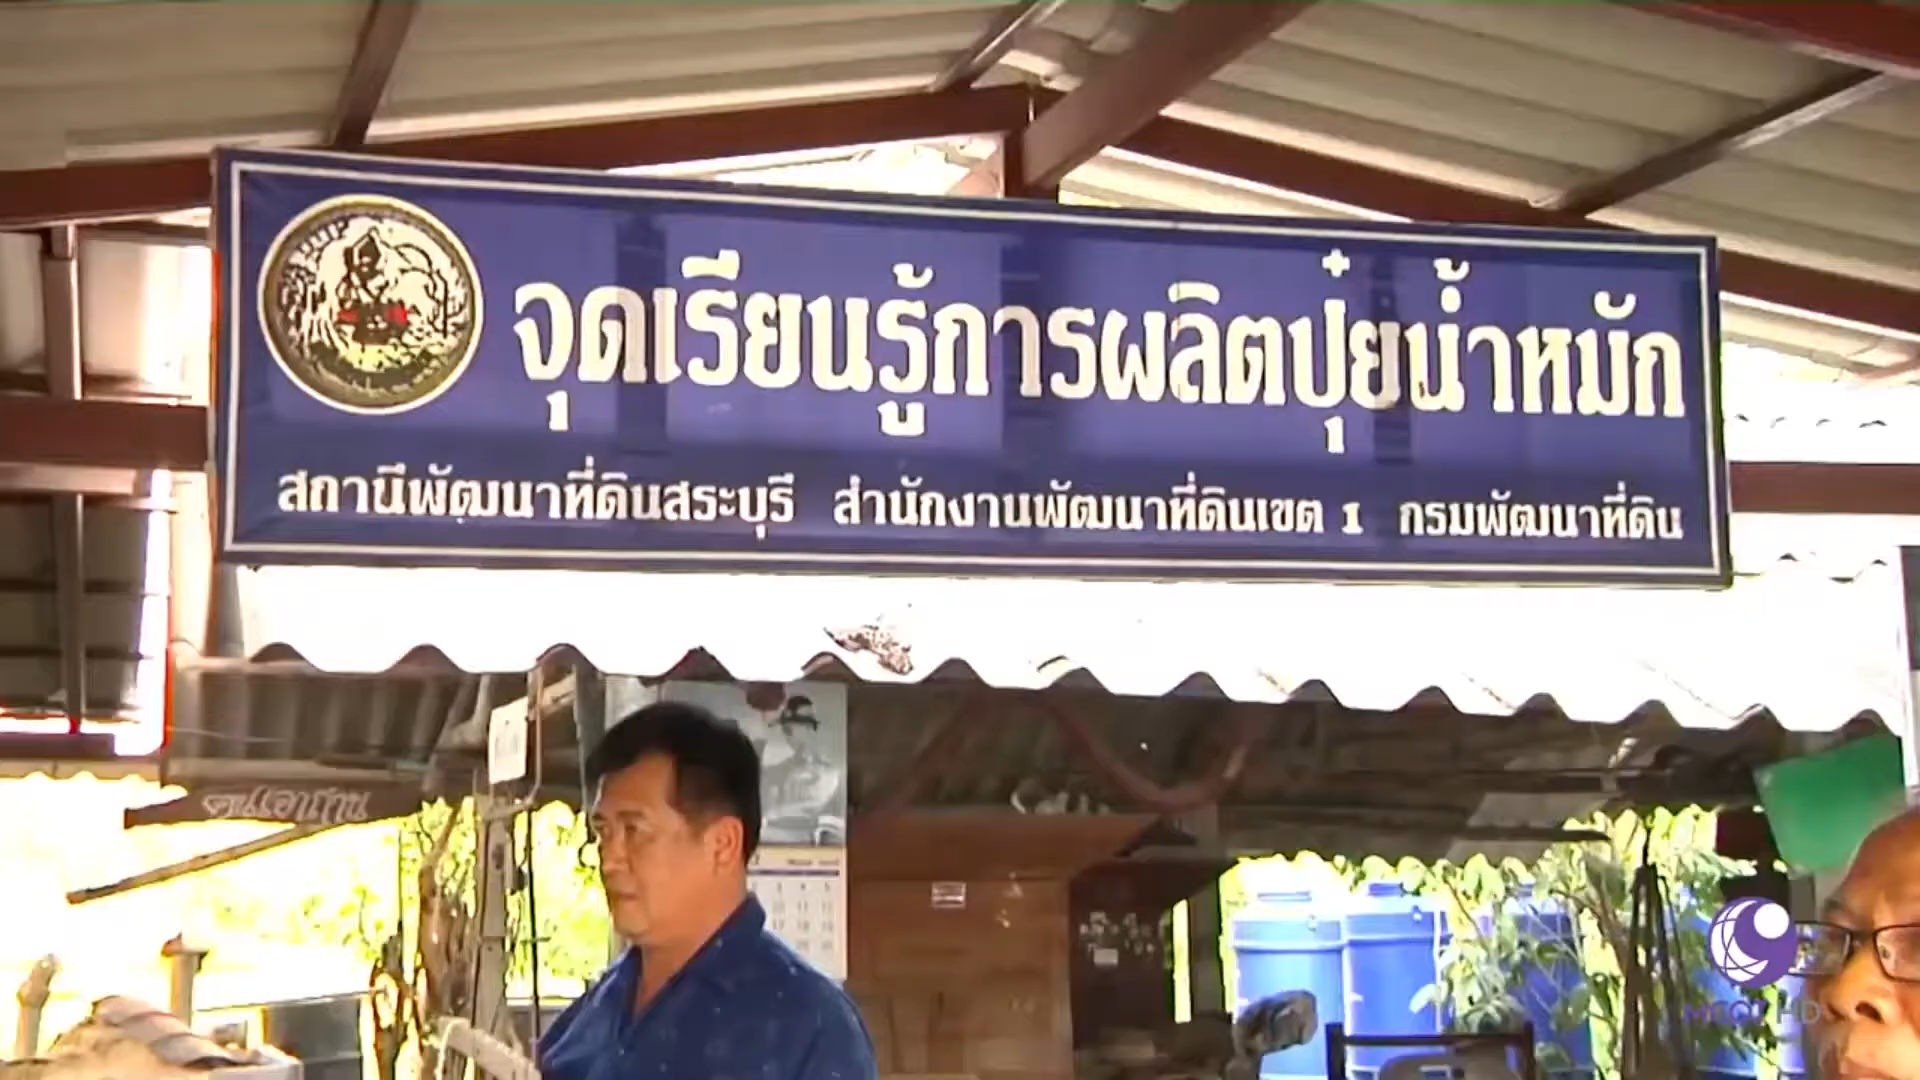 จุดเรียนรู้การผลิตปุ๋ยน้ำหมัก
สถานีพัฒนาที่ดินสระบุรี สำนักงานพัฒนาที่ดินเขต 1 กรมพัฒนาที่ดิน
MCOT HD